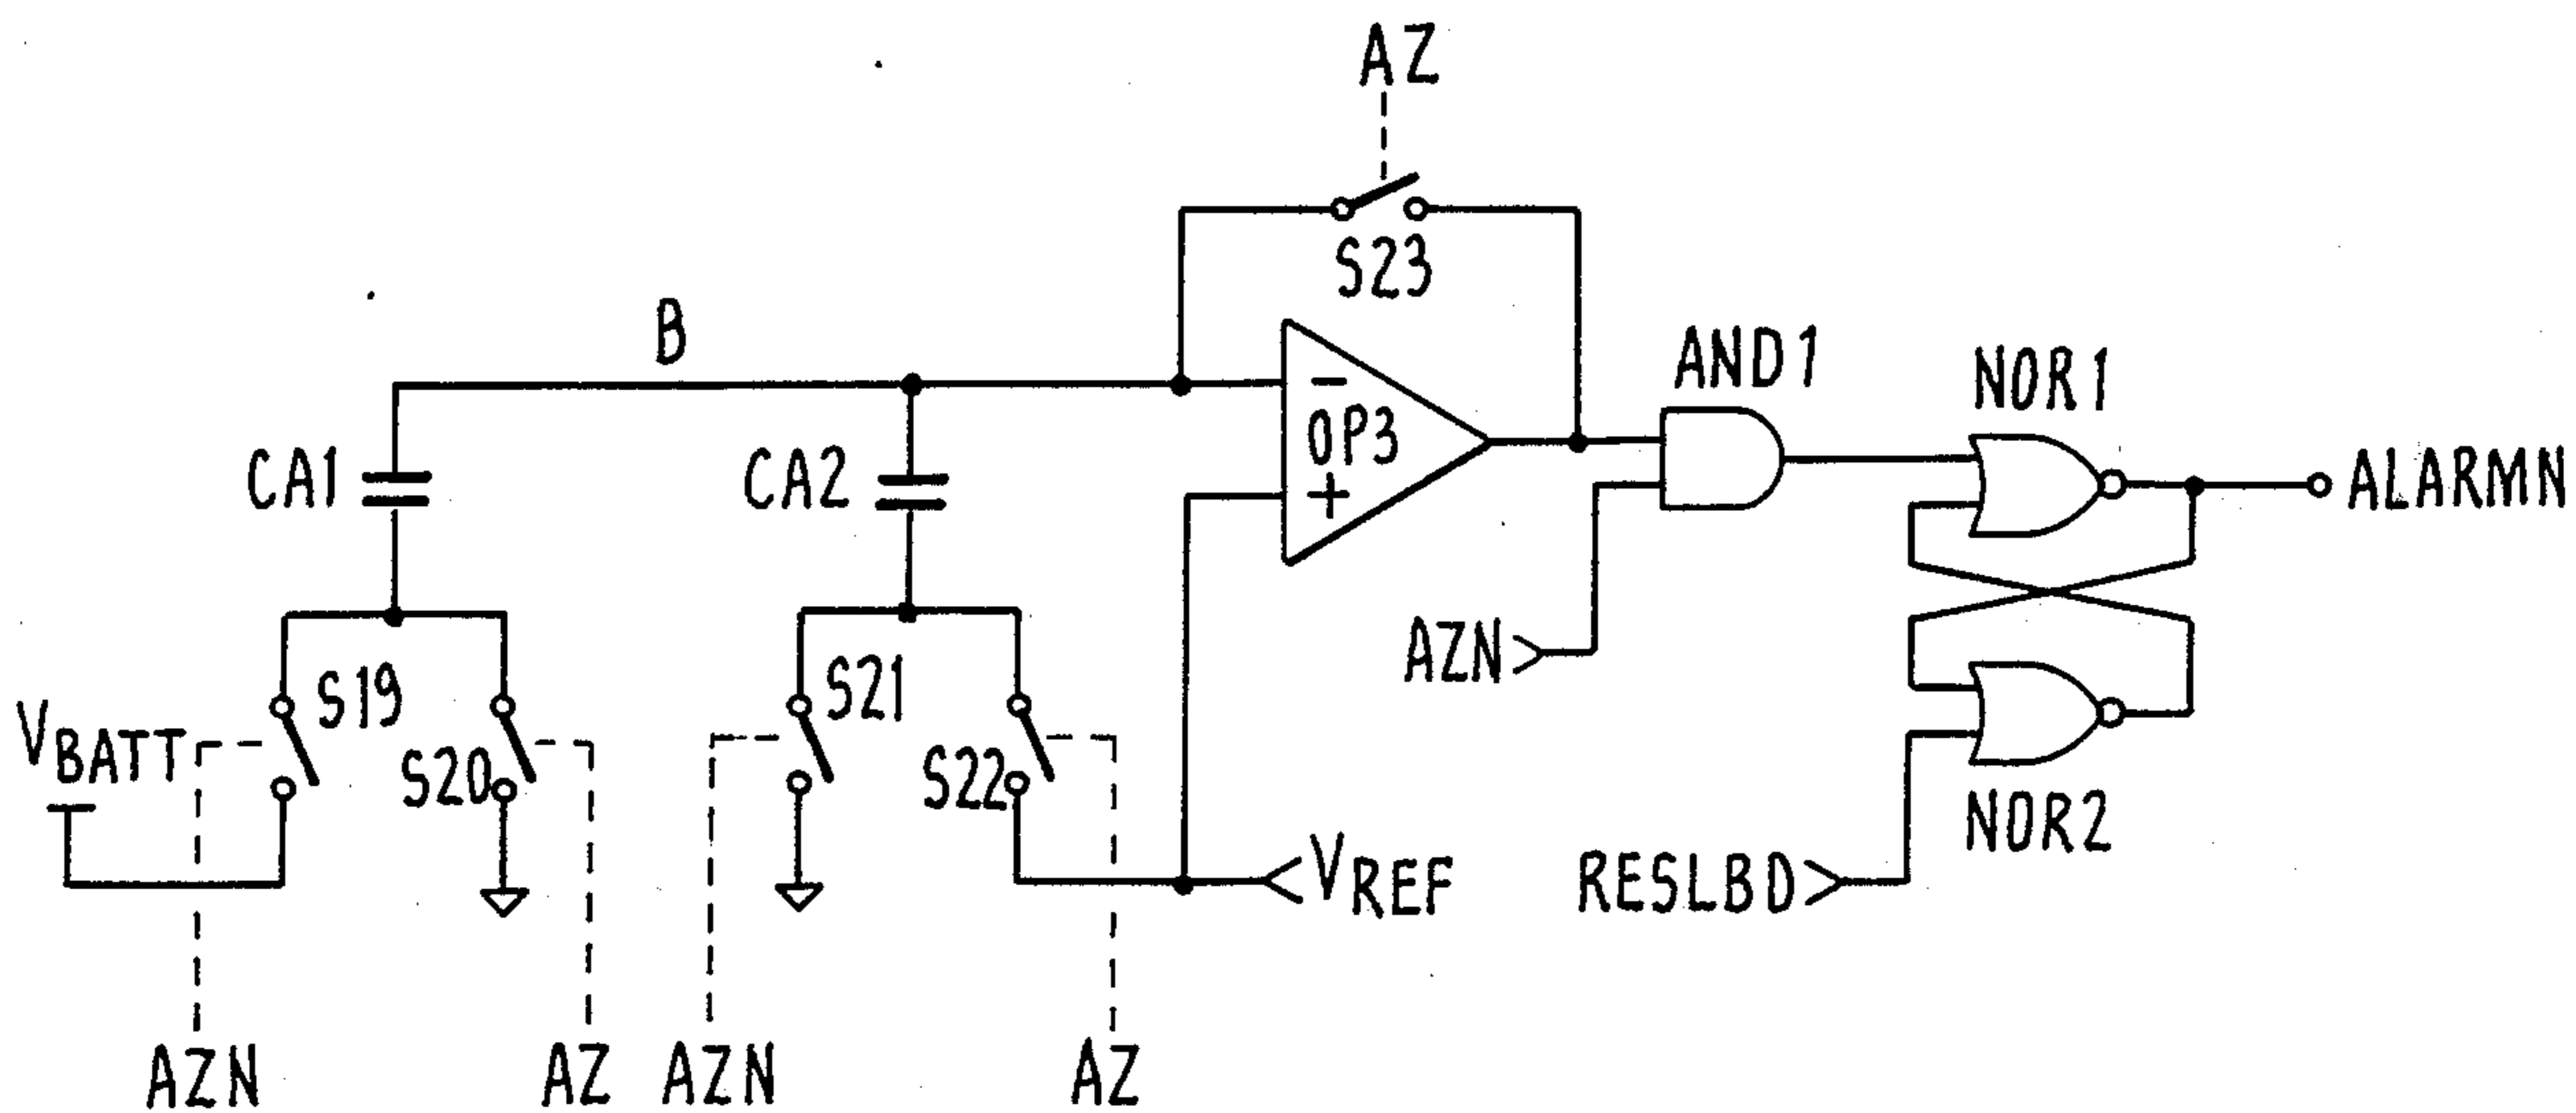 AZ
S23
B
AND1
NOR1
-
OP3
+
CA1
CA2
ALARMN
AZN
S19
S21
VBATT
S20
S22
NOR2
VREF
RESLBD
AZN
AZ
AZN
AZ